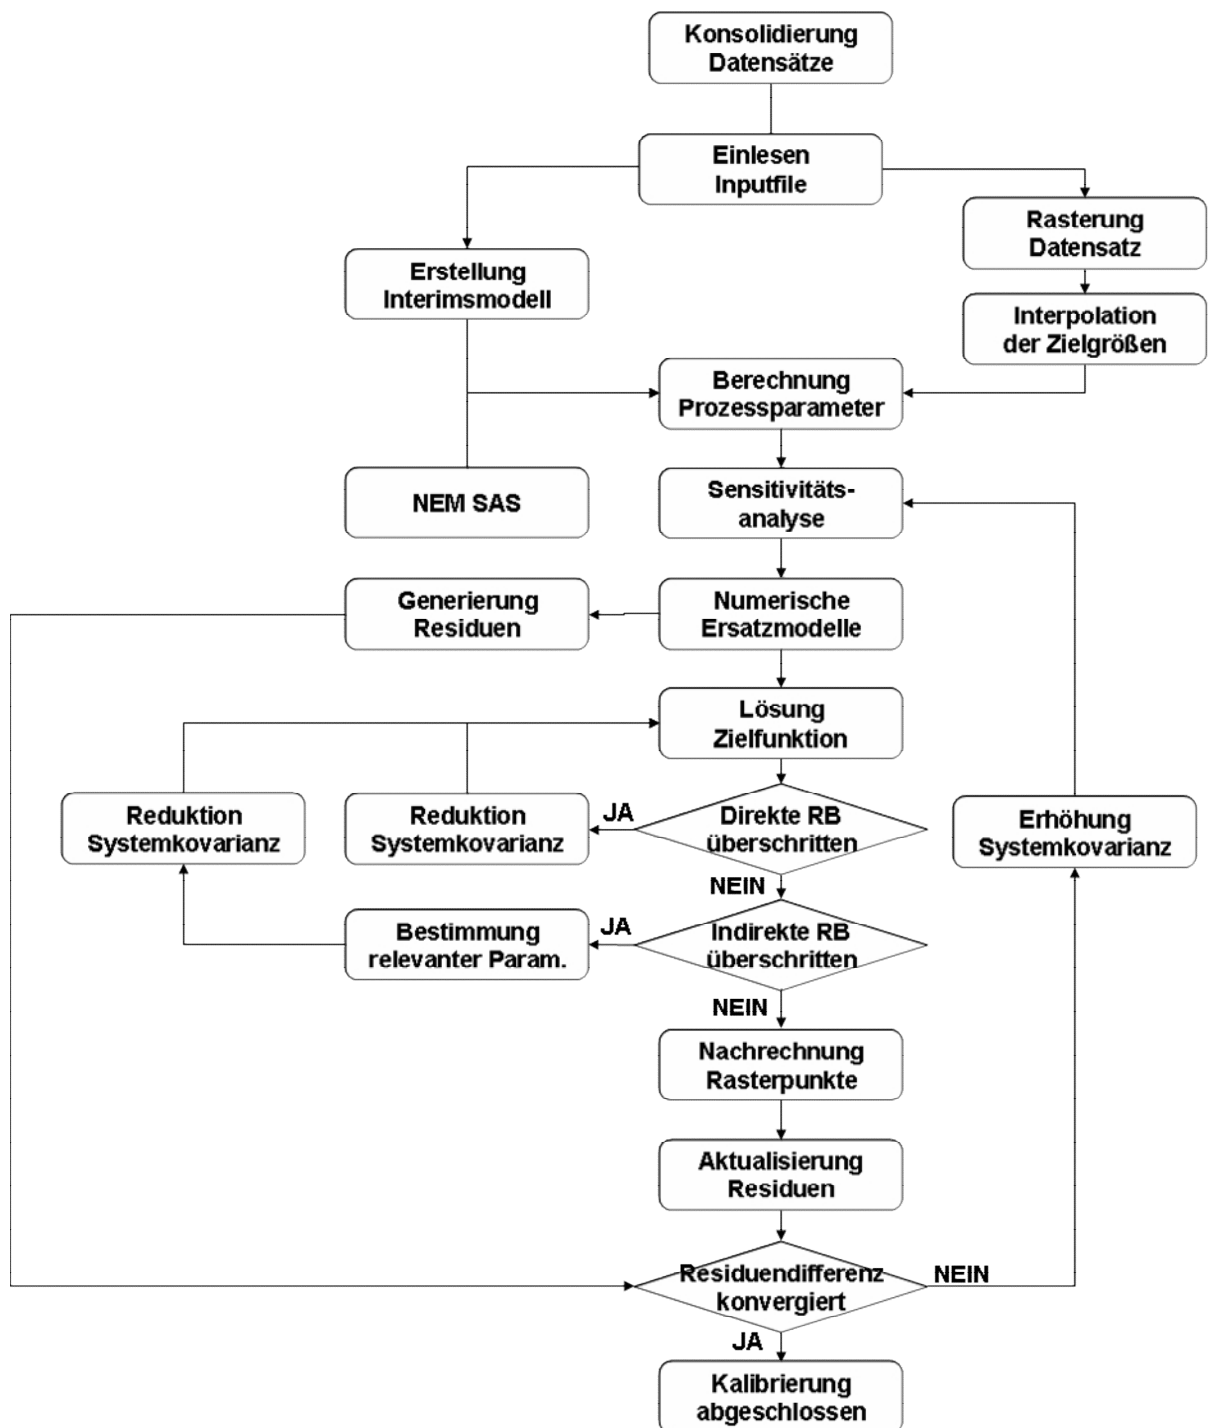 Konsolidierung
Datensätze
Einlesen
Inputfile
Rasterung
Datensatz
Erstellung
Interimsmodell
Interpolation
der Zielgrößen
Berechnung
Prozessparameter
NEM SAS
Sensitivitäts-
analyse
Generierung
Residuen
Numerische
Ersatzmodelle
Lösung
Zielfunktion
Reduktion
Systemkovarianz
Reduktion
Systemkovarianz
JA
Direkte RB
überschritten
Erhöhung
Systemkovarianz
NEIN
Bestimmung
relevanter Param.
JA
Indirekte RB
überschritten
NEIN
Nachrechnung
Rasterpunkte
Aktualisierung
Residuen
Residuendifferenz
konvergiert
NEIN
JA
Kalibrierung
abgeschlossen